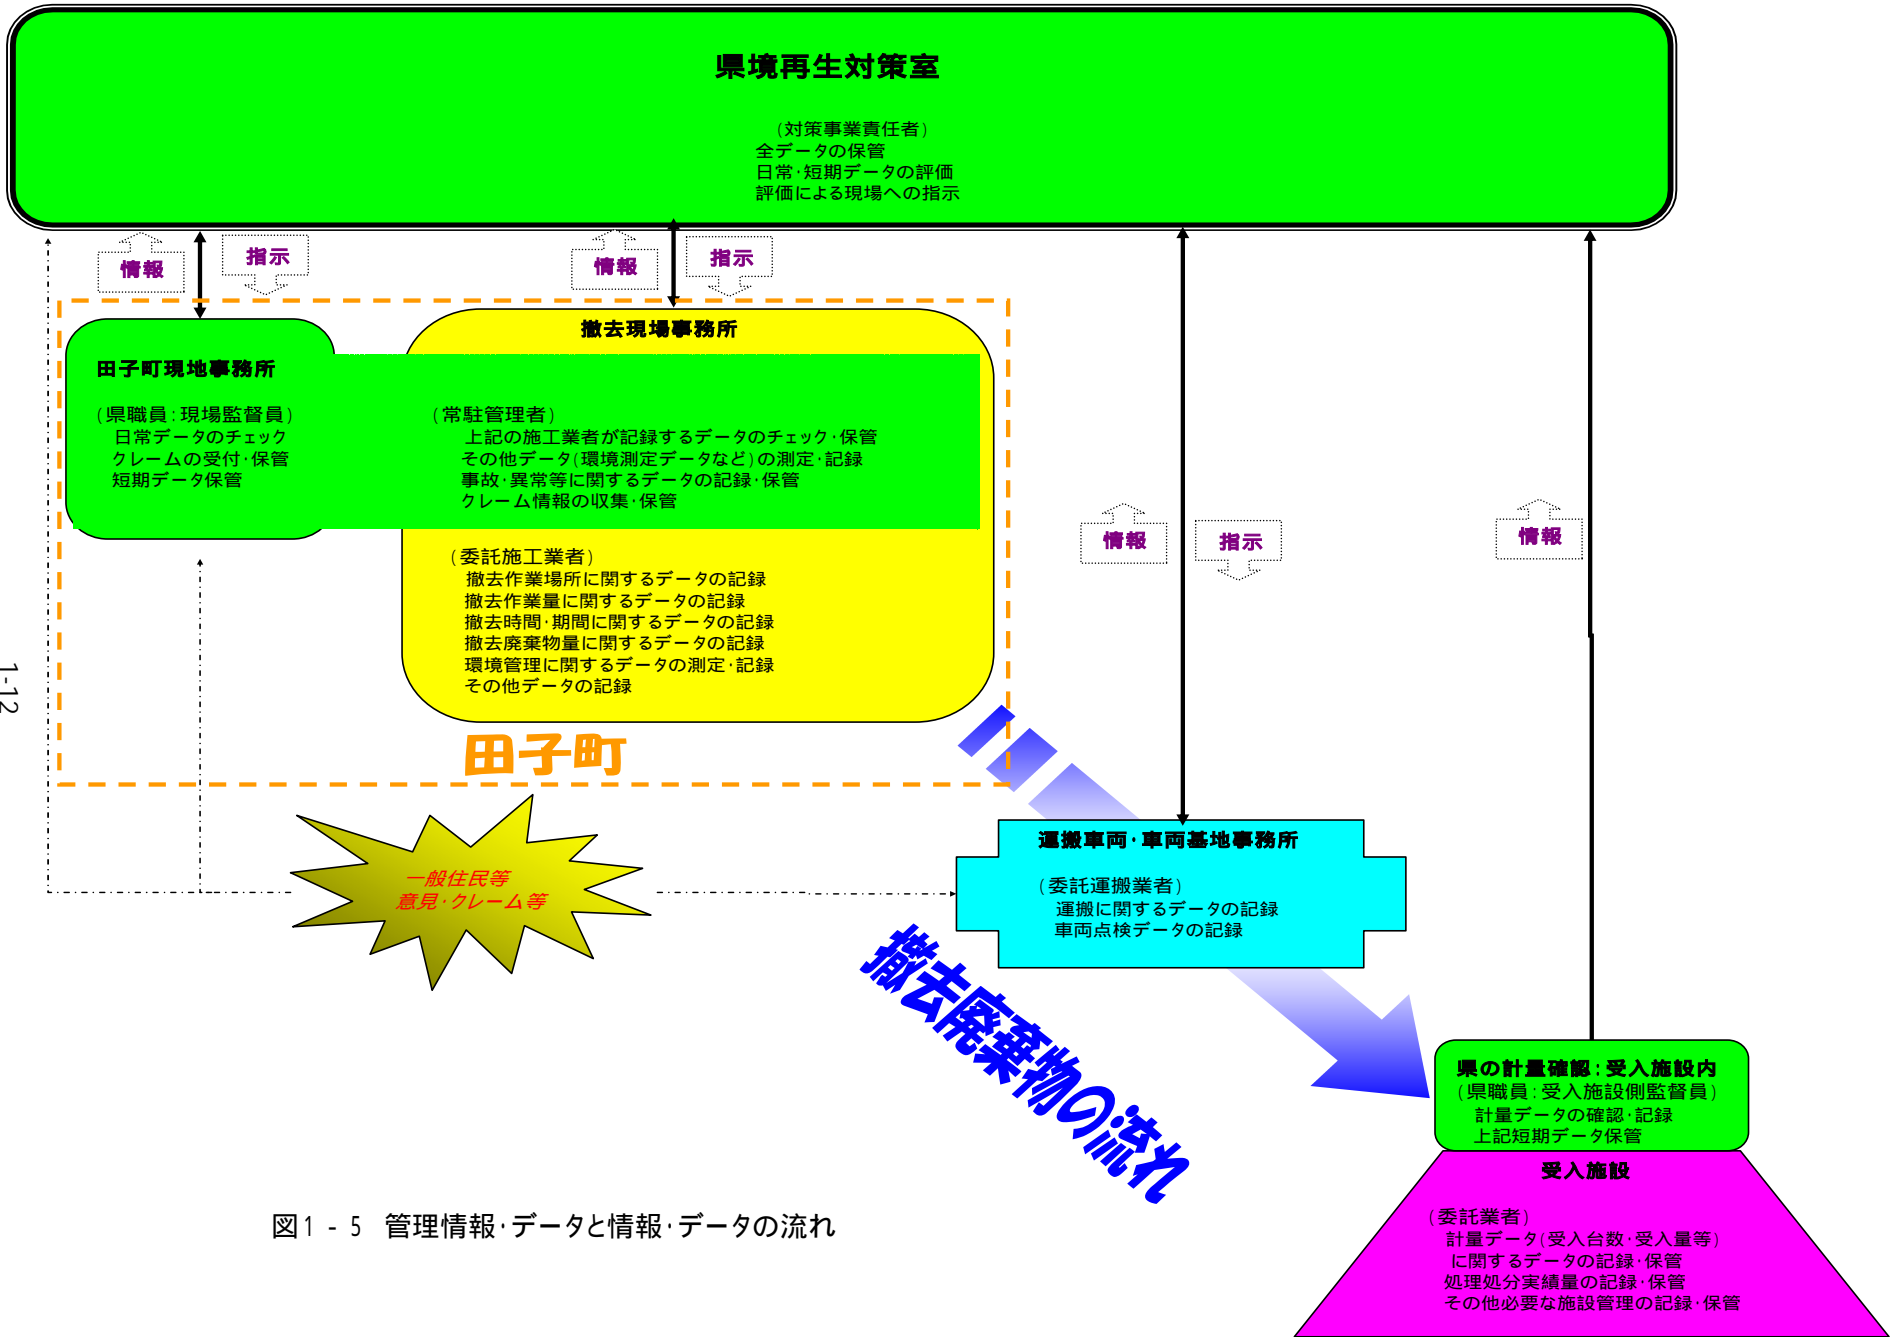 県境再生対策室
(対策事業責任者)
全データの保管
日常・短期データの評価
評価による現場への指示
情報
指示
情報
指示
撤去現場事務所
田子町現地事務所
(県職員:現場監督員)
日常データのチェック
クレームの受付・保管
短期データ保管
(常駐管理者)
上記の施工業者が記録するデータのチェック・保管
その他データ(環境測定データなど)の測定・記録
事故・異常等に関するデータの記録・保管
クレーム情報の収集・保管
(委託施工業者)
撤去作業場所に関するデータの記録
撤去作業量に関するデータの記録
撤去時間・期間に関するデータの記録
撤去廃棄物量に関するデータの記録
環境管理に関するデータの測定・記録
その他データの記録
田子町
情報
指示
情報
一般住民等
意見・クレーム等
運搬車両・車両基地事務所
(委託運搬業者)
運搬に関するデータの記録
車両点検データの記録
撤去廃棄物の流れ
県の計量確認:受入施設内
(県職員:受入施設側監督員)
計量データの確認・記録
上記短期データ保管
受入施設
(委託業者)
計量データ(受入台数・受入量等)
に関するデータの記録・保管
処理処分実績量の記録・保管
その他必要な施設管理の記録・保管
図1-5 管理情報・データと情報・データの流れ
1-12